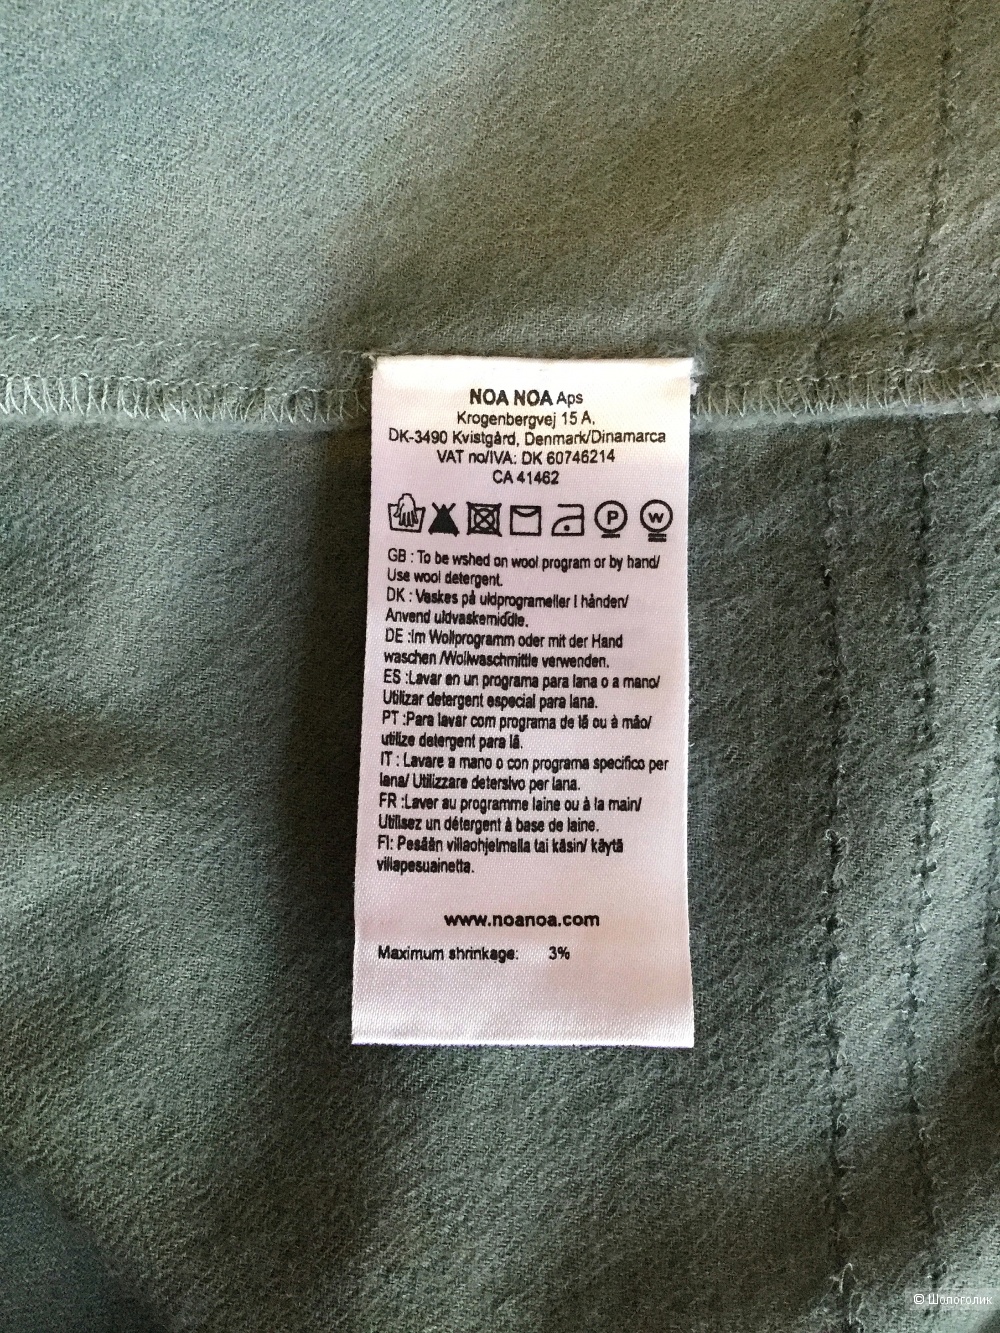 NOA NOA Aps
Krogenbergvej 15 A,
DK-3490 Kvistgård, Denmark/Dinamarca
VAT no/IVA: DK 60746214
CA 41462
P W
GB : To be wshed on wool program or by hand/
Use wool detergent.
DK : Vaskes på uldprogrameller I hånden/
Anvend uldvaskemiddle.
DE :Im Wollprogramm oder mit der Hand
waschen /Wollwaschmittle verwenden.
ES :Lavar en un programa para lana o a mano/
Utilizar detergent especial para lana.
PT :Para lavar com programa de lã ou à mão/
utilize detergent para lã.
IT : Lavare a mano o con programa specifico per
lana/ Utilizzare detersivo per lana.
FR :Laver au programme laine ou à la main/
Utilisez un détergent à base de laine.
FI: Pesään villaohjelmalla tai käsin/ käytä
villapesuainetta.
www.noanoa.com
Maximum shrinkage: 3%
© Шопоголик